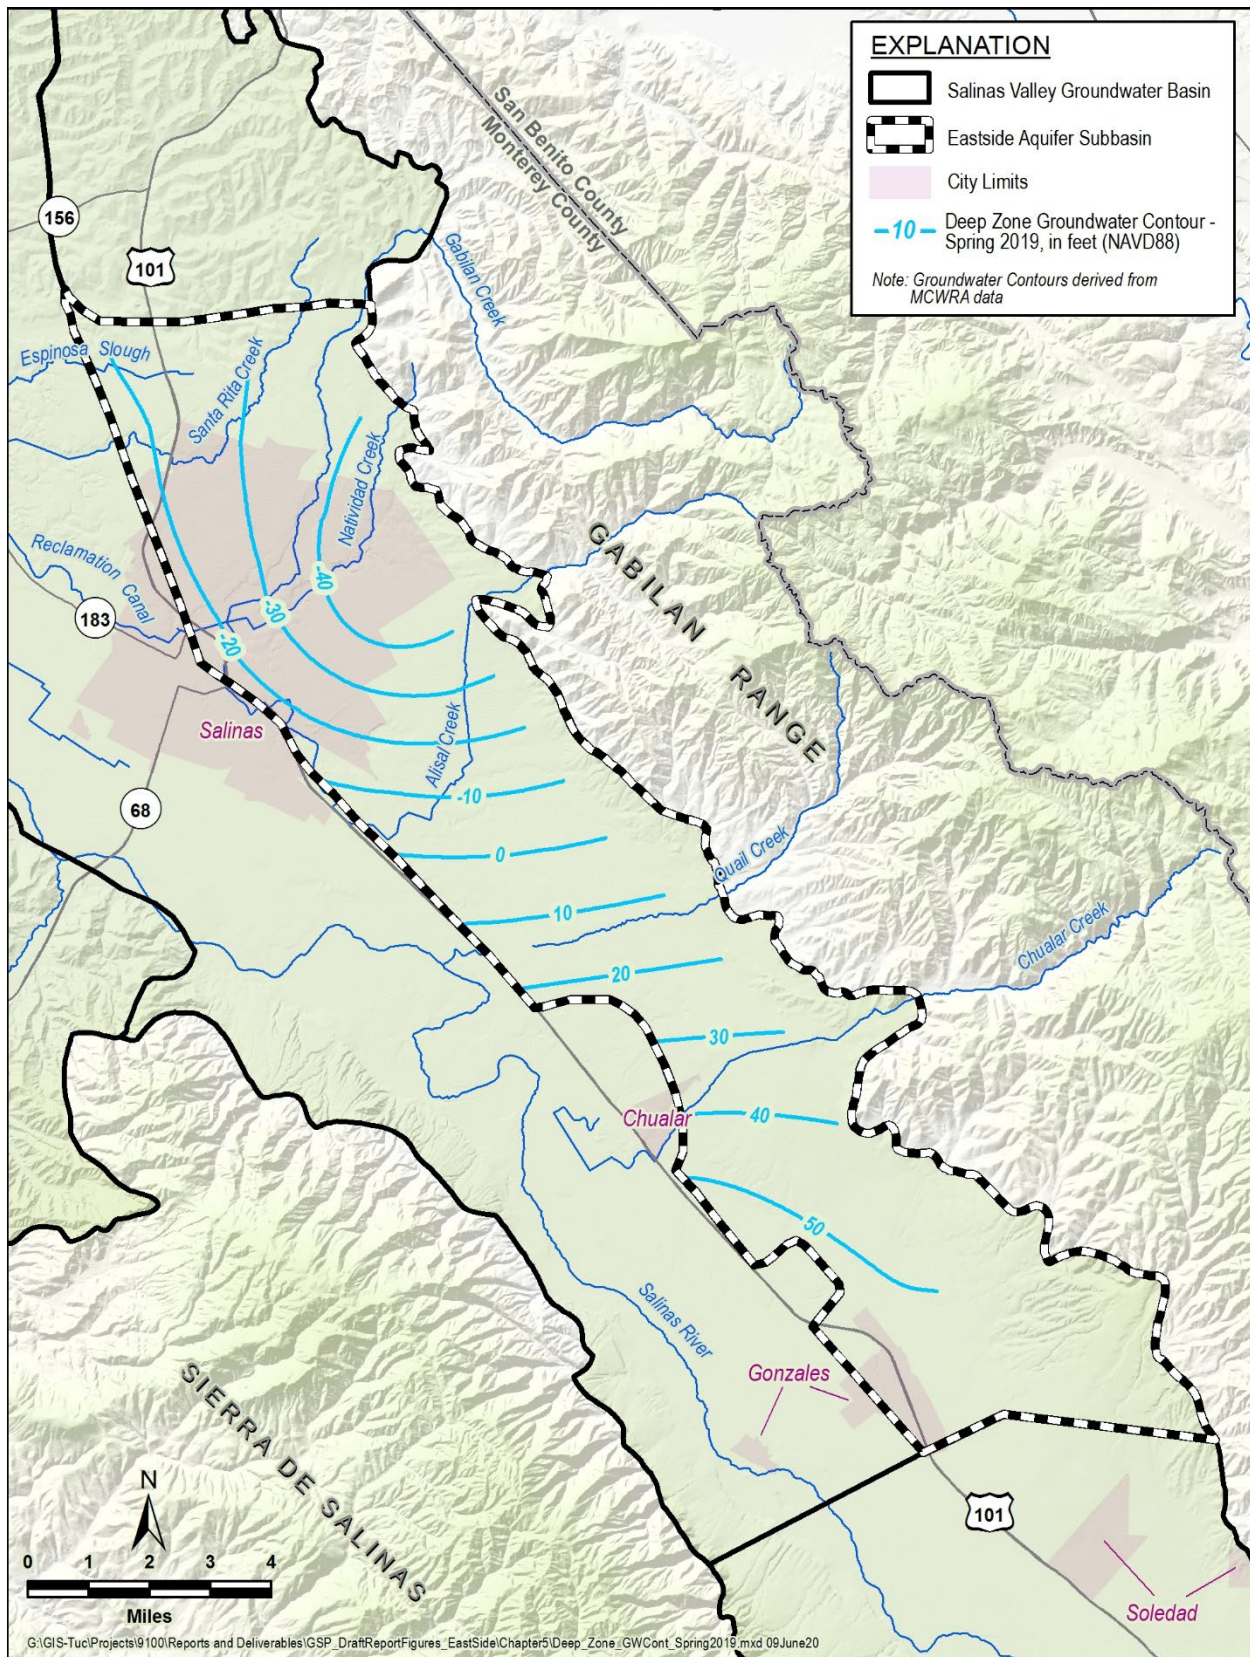 EXPLANATION
Salinas Valley Groundwater Basin
Eastside Aquifer Subbasin
City Limits
-10 Deep Zone Groundwater Contour -
Spring 2019, in feet (NAVD88)
Note: Groundwater Contours derived from
MCWRA data
San Benito County
Monterey County
156
101
Gabilan Creek
Espinosa Slough
Santa Rita Creek
Natividad Creek
Reclamation Canal
183
GABILAN RANGE
-40
-30
-20
Salinas
Alisal Creek
-10
68
0
Quail Creek
10
Chualar Creek
20
30
Chualar
40
50
Salinas River
Gonzales
SIERRA DE SALINAS
101
Soledad
N
0 1 2 3 4
Miles
G:\GIS-Tuc\Projects\9100\Reports and Deliverables\GSP_DraftReportFigures_EastSide\Chapter5\Deep_Zone_GWCont_Spring2019.mxd 09June20